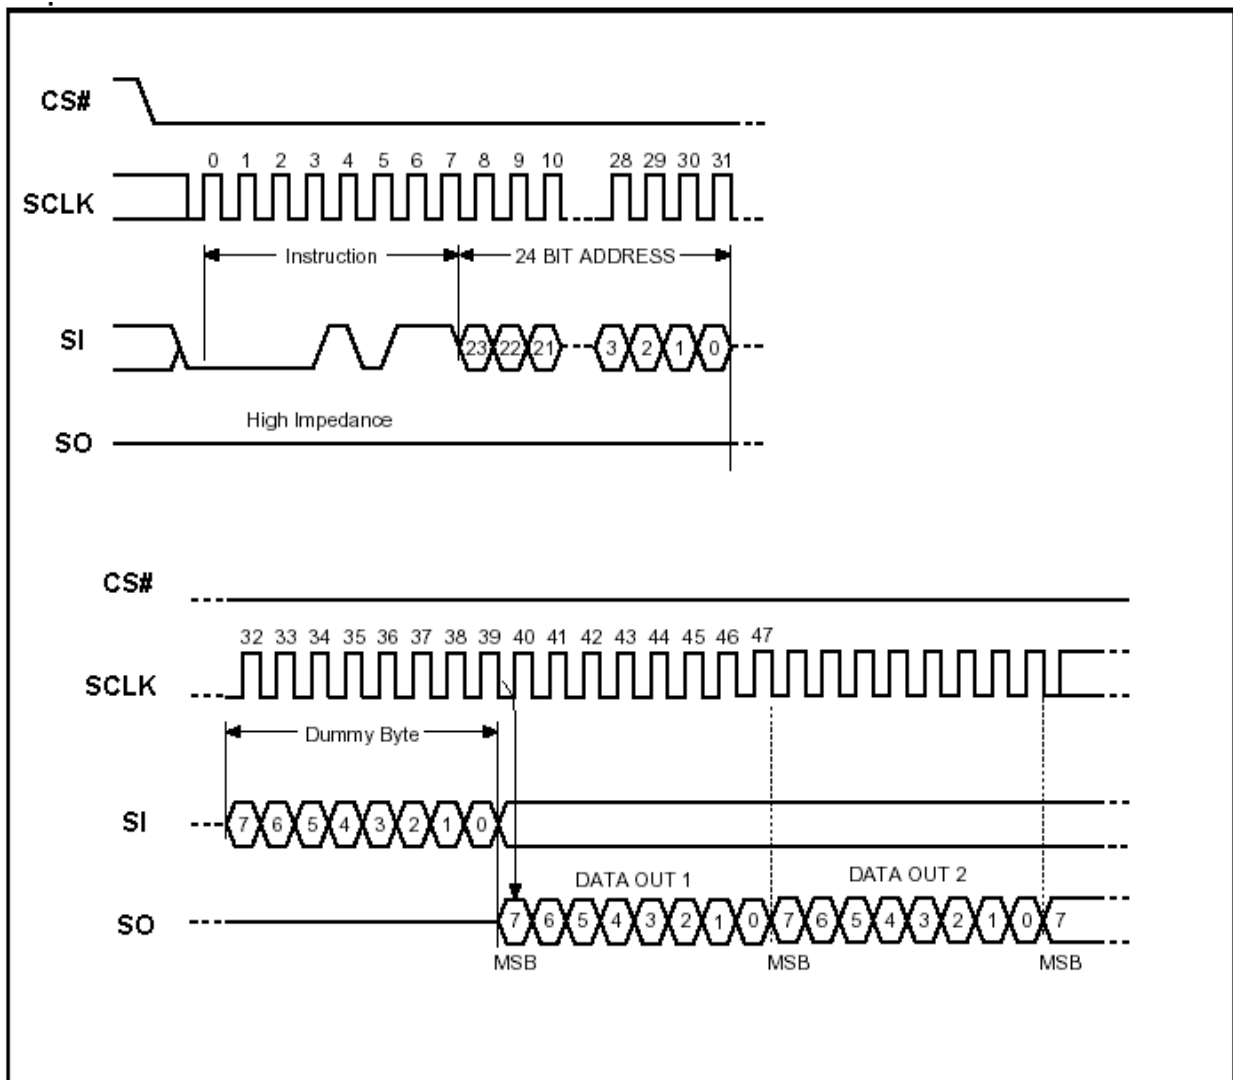 CS#
0 1 2 3 4 5 6 7 8 9 10 28 29 30 31
SCLK
Instruction 24 BIT ADDRESS
SI
23 22 21 3 2 1 0
High Impedance
SO
CS#
32 33 34 35 36 37 38 39 40 41 42 43 44 45 46 47
SCLK
Dummy Byte
SI 7 6 5 4 3 2 1 0
DATA OUT 1 DATA OUT 2
SO 7 6 5 4 3 2 1 0 7 6 5 4 3 2 1 0 7
MSB MSB MSB